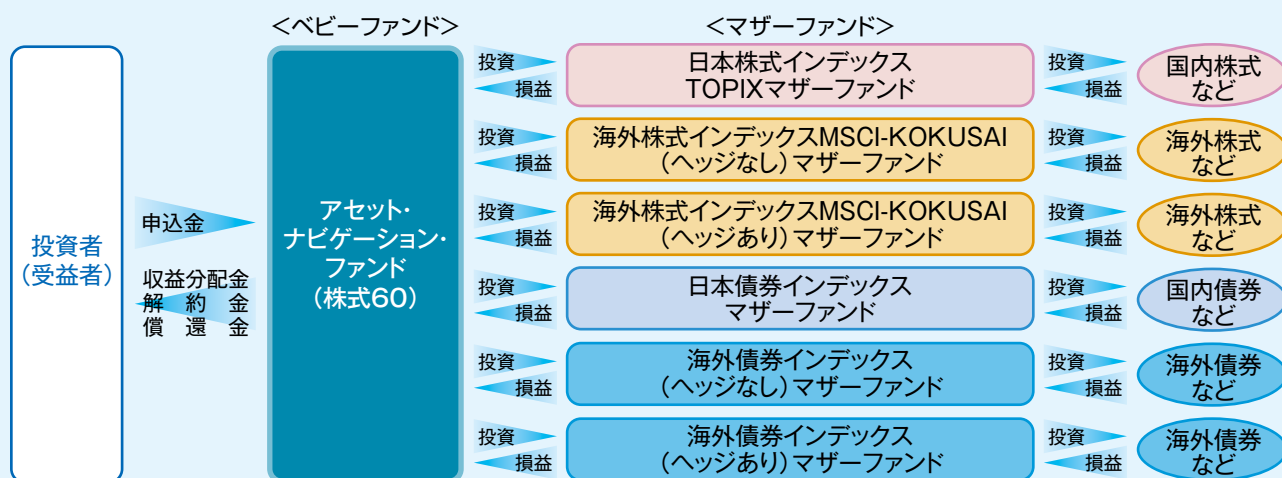 ＜ベビーファンド＞
＜マザーファンド＞
投資者
（受益者）
申込金
収益分配金
解約金
償還金
アセット・
ナビゲーション・
ファンド
（株式60）
投資
損益
日本株式インデックス
TOPIXマザーファンド
投資
損益
国内株式
など
投資
損益
海外株式インデックスMSCI-KOKUSAI
（ヘッジなし）マザーファンド
投資
損益
海外株式
など
投資
損益
海外株式インデックスMSCI-KOKUSAI
（ヘッジあり）マザーファンド
投資
損益
海外株式
など
投資
損益
日本債券インデックス
マザーファンド
投資
損益
国内債券
など
投資
損益
海外債券インデックス
（ヘッジなし）マザーファンド
投資
損益
海外債券
など
投資
損益
海外債券インデックス
（ヘッジあり）マザーファンド
投資
損益
海外債券
など